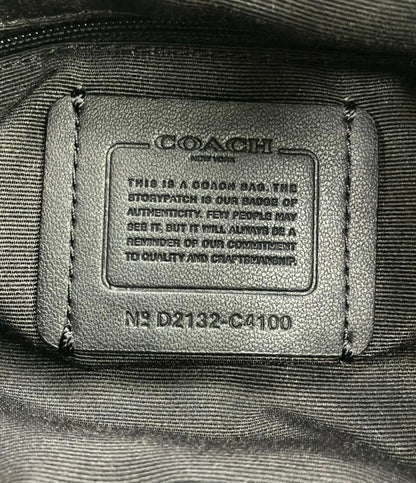 COACH
NEW YORK
THIS IS A COACH BAG. THE
STORYPATCH IS OUR BADGE OF
AUTHENTICITY. FEW PEOPLE MAY
SEE IT, BUT IT WILL ALWAYS BE A
REMINDER OF OUR COMMITMENT
TO QUALITY AND CRAFTSMANSHIP.
Nº D2132-C4100